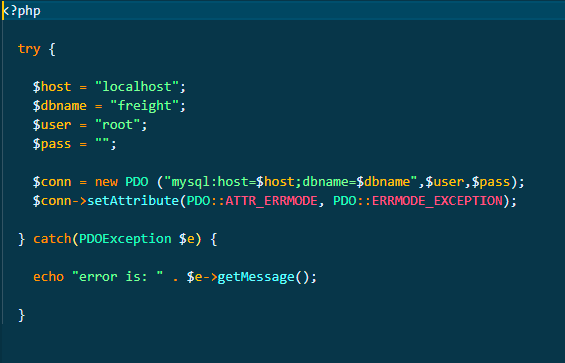 <?php
try {
$host = "localhost";
$dbname = "freight";
$user = "root";
$pass = "";
$conn = new PDO ("mysql:host=$host;dbname=$dbname",$user,$pass);
$conn->setAttribute(PDO::ATTR_ERRMODE, PDO::ERRMODE_EXCEPTION);
} catch(PDOException $e) {
echo "error is: " . $e->getMessage();
}